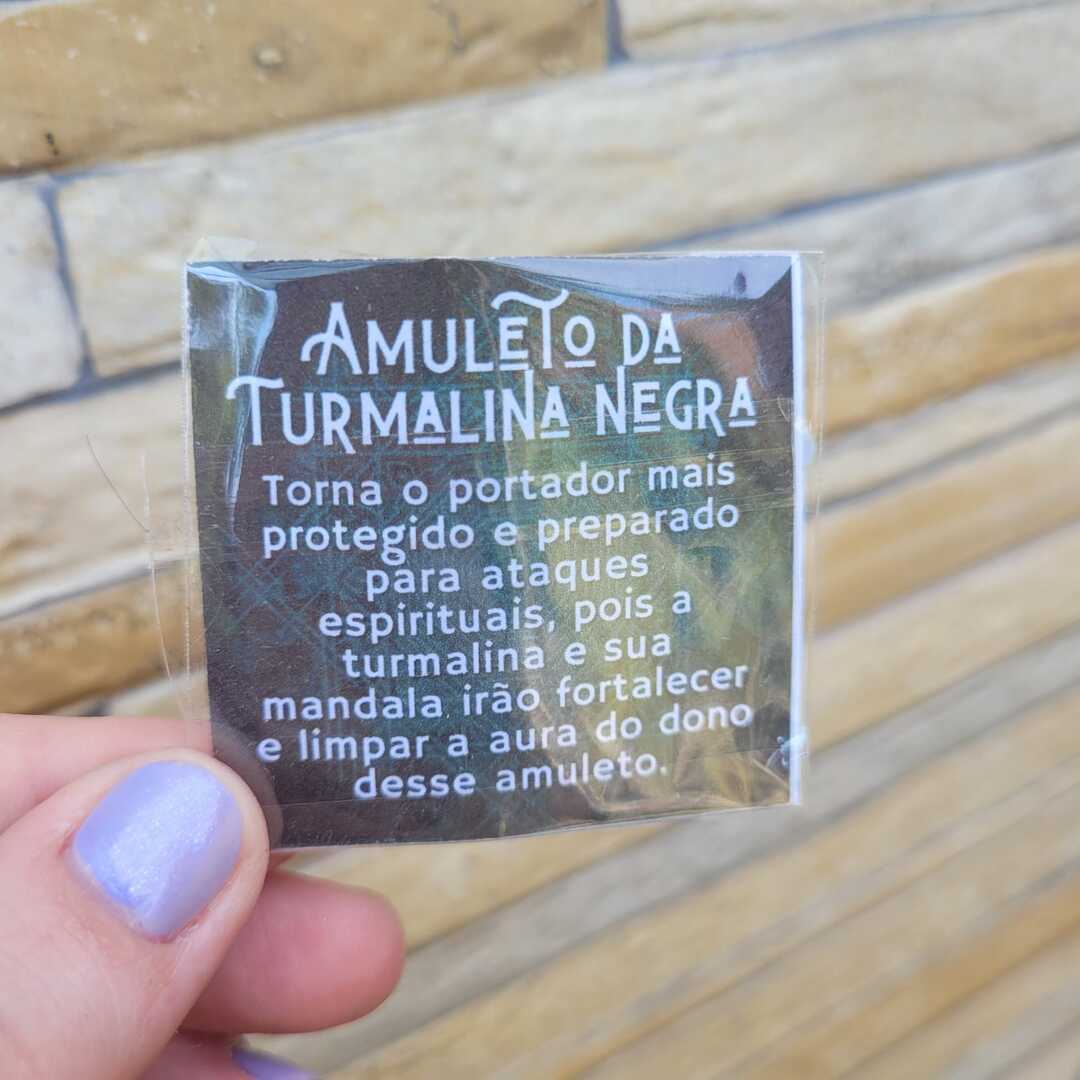 Amuleto da
Turmalina Negra
Torna o portador mais
protegido e preparado
para ataques
espirituais, pois a
turmalina e sua
mandala irão fortalecer
e limpar a aura do dono
desse amuleto.